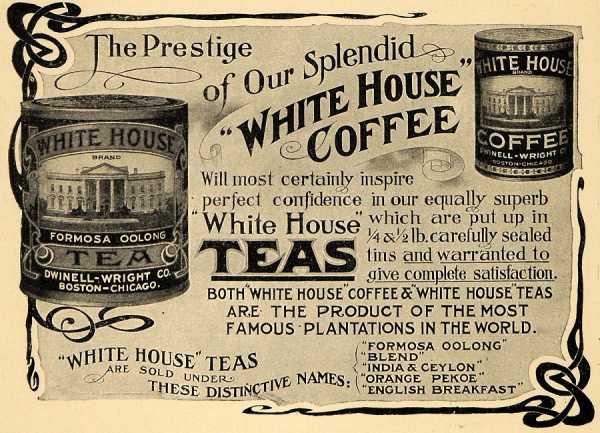 The Prestige
of Our Splendid
"WHITE HOUSE"
COFFEE
WHITE HOUSE
BRAND
COFFEE
DWINELL-WRIGHT CO.
BOSTON-CHICAGO.
WHITE HOUSE
BRAND
FORMOSA OOLONG
TEA
DWINELL-WRIGHT CO.
BOSTON-CHICAGO.
Will most certainly inspire
perfect confidence in our equally superb
"White House" which are put up in
TEAS
¼ & ½ lb. carefully sealed
tins and warranted to
give complete satisfaction.
BOTH "WHITE HOUSE" COFFEE & "WHITE HOUSE" TEAS
ARE THE PRODUCT OF THE MOST
FAMOUS PLANTATIONS IN THE WORLD.
"WHITE HOUSE" TEAS
ARE SOLD UNDER
THESE DISTINCTIVE NAMES:
"FORMOSA OOLONG"
"BLEND"
"INDIA & CEYLON"
"ORANGE PEKOE"
"ENGLISH BREAKFAST"